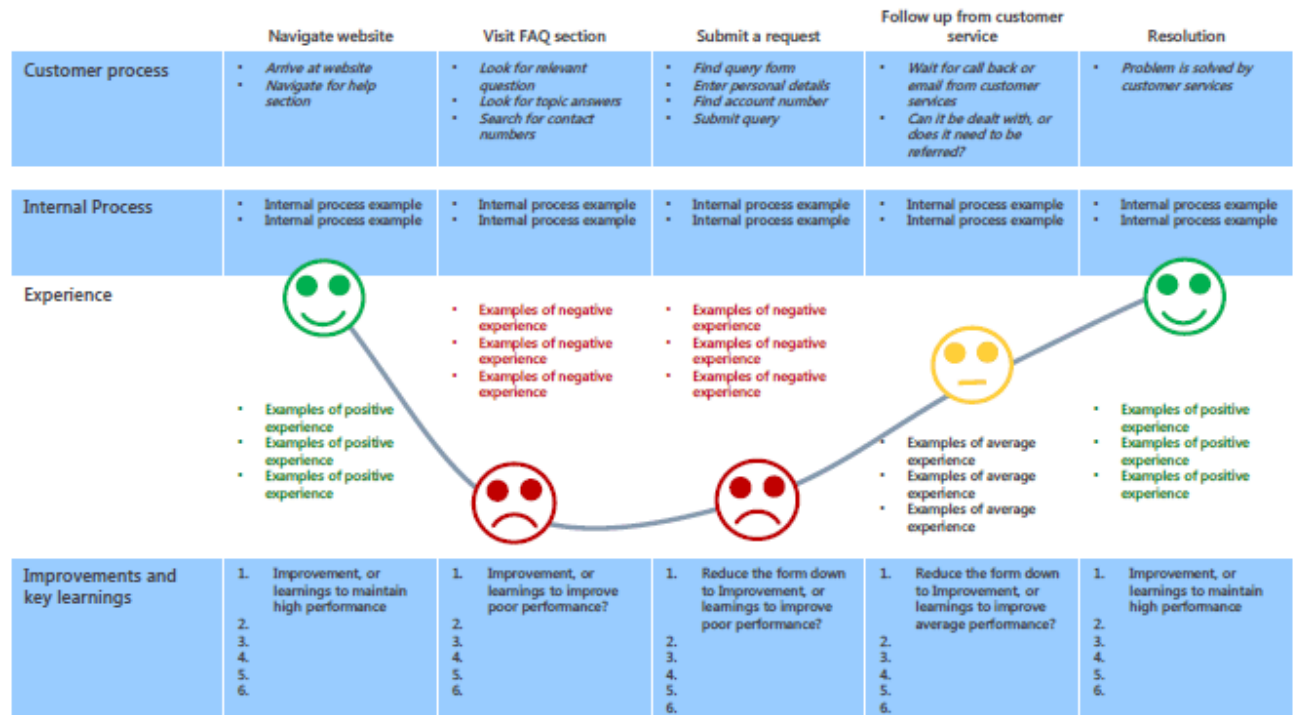 Navigate website
Visit FAQ section
Submit a request
Follow up from customer
service
Resolution
Customer process
• Arrive at website
• Navigate for help
section
• Look for relevant
question
• Look for topic answers
• Search for contact
numbers
• Find query form
• Enter personal details
• Find account number
• Submit query
• Wait for call back or
email from customer
services
• Can it be dealt with, or
does it need to be
referred?
• Problem is solved by
customer services
Internal Process
• Internal process example
• Internal process example
• Internal process example
• Internal process example
• Internal process example
• Internal process example
• Internal process example
• Internal process example
• Internal process example
• Internal process example
Experience
• Examples of positive
experience
• Examples of positive
experience
• Examples of positive
experience
• Examples of negative
experience
• Examples of negative
experience
• Examples of negative
experience
• Examples of negative
experience
• Examples of negative
experience
• Examples of negative
experience
• Examples of average
experience
• Examples of average
experience
• Examples of average
experience
• Examples of positive
experience
• Examples of positive
experience
• Examples of positive
experience
Improvements and
key learnings
1. Improvement, or
learnings to maintain
high performance
2.
3.
4.
5.
6.
1. Improvement, or
learnings to improve
poor performance?
2.
3.
4.
5.
6.
1. Reduce the form down
to Improvement, or
learnings to improve
poor performance?
2.
3.
4.
5.
6.
1. Reduce the form down
to Improvement, or
learnings to improve
average performance?
2.
3.
4.
5.
6.
1. Improvement, or
learnings to maintain
high performance
2.
3.
4.
5.
6.